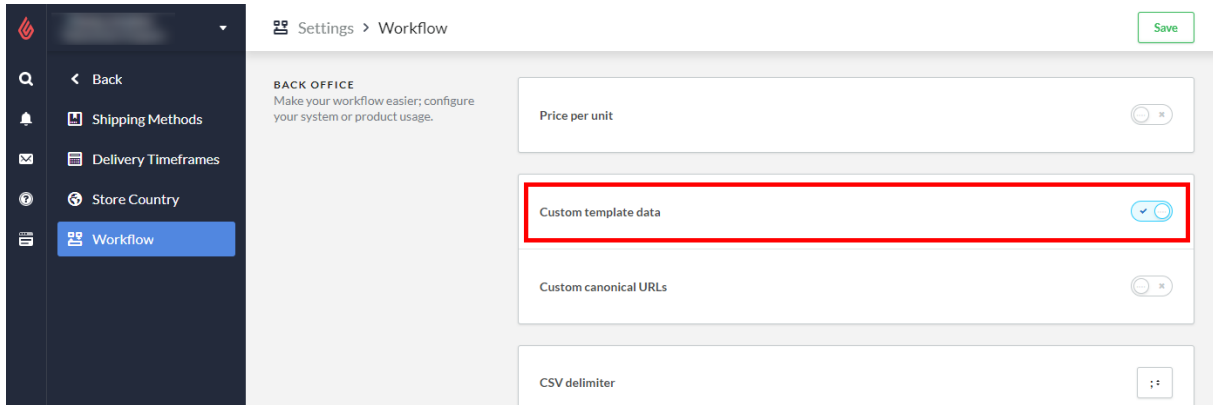 Settings > Workflow
Save
Back
Shipping Methods
Delivery Timeframes
Store Country
Workflow
BACK OFFICE
Make your workflow easier; configure
your system or product usage.
Price per unit
Custom template data
Custom canonical URLs
CSV delimiter
;